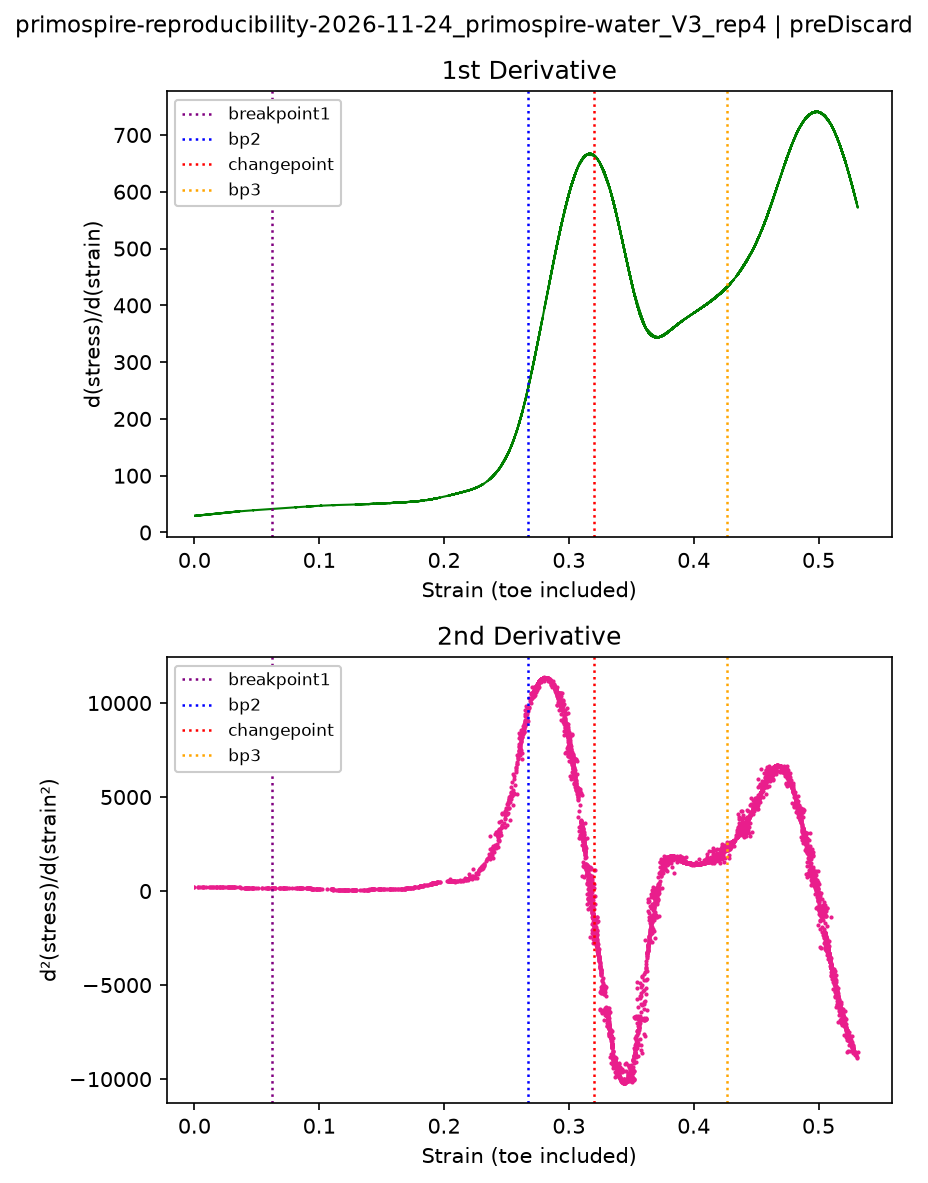 primospire-reproducibility-2026-11-24_primospire-water_V3_rep4 | preDiscard
1st Derivative
breakpoint1
bp2
changepoint
bp3
d(stress)/d(strain)
700
600
500
400
300
200
100
0
0.0 0.1 0.2 0.3 0.4 0.5
Strain (toe included)
2nd Derivative
breakpoint1
bp2
changepoint
bp3
d²(stress)/d(strain²)
10000
5000
0
−5000
−10000
0.0 0.1 0.2 0.3 0.4 0.5
Strain (toe included)